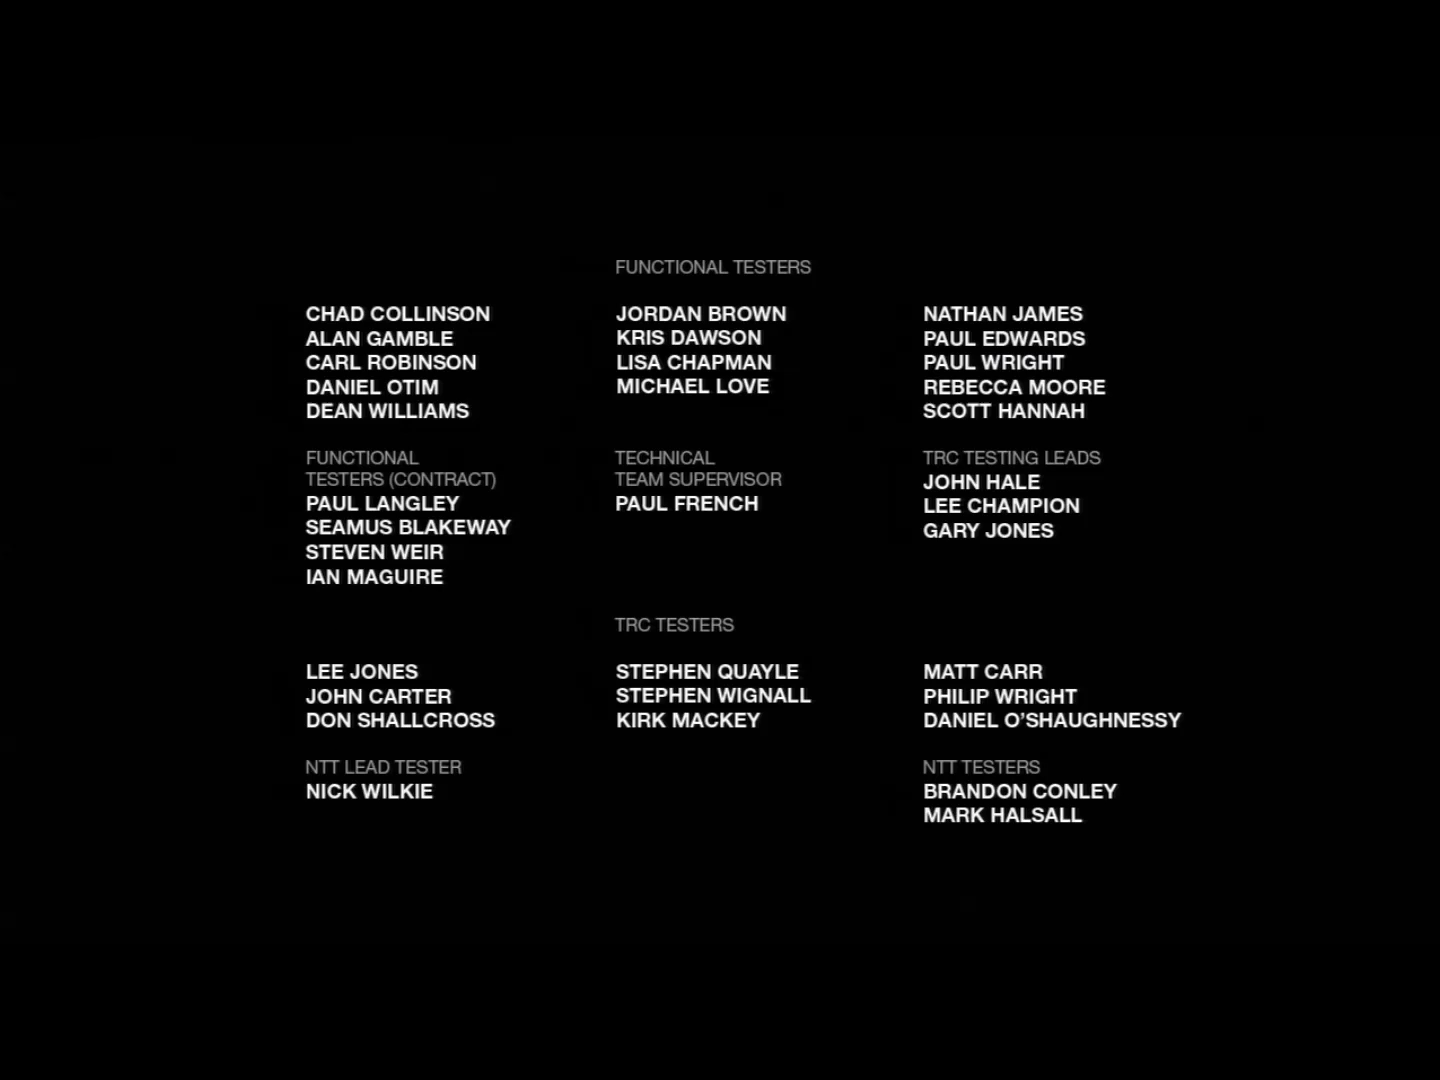 FUNCTIONAL TESTERS
CHAD COLLINSON
ALAN GAMBLE
CARL ROBINSON
DANIEL OTIM
DEAN WILLIAMS
JORDAN BROWN
KRIS DAWSON
LISA CHAPMAN
MICHAEL LOVE
NATHAN JAMES
PAUL EDWARDS
PAUL WRIGHT
REBECCA MOORE
SCOTT HANNAH
FUNCTIONAL
TESTERS (CONTRACT)
PAUL LANGLEY
SEAMUS BLAKEWAY
STEVEN WEIR
IAN MAGUIRE
TECHNICAL
TEAM SUPERVISOR
PAUL FRENCH
TRC TESTING LEADS
JOHN HALE
LEE CHAMPION
GARY JONES
TRC TESTERS
LEE JONES
JOHN CARTER
DON SHALLCROSS
STEPHEN QUAYLE
STEPHEN WIGNALL
KIRK MACKEY
MATT CARR
PHILIP WRIGHT
DANIEL O’SHAUGHNESSY
NTT LEAD TESTER
NICK WILKIE
NTT TESTERS
BRANDON CONLEY
MARK HALSALL